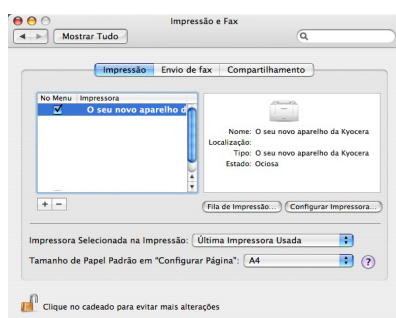 Impressão e Fax
Mostrar Tudo
Impressão Envio de fax Compartilhamento
No Menu Impressora
O seu novo aparelho d
Nome: O seu novo aparelho da Kyocera
Localização:
Tipo: O seu novo aparelho da Kyocera
Estado: Ociosa
+ −
Fila de Impressão... Configurar Impressora...
Impressora Selecionada na Impressão: Última Impressora Usada
Tamanho de Papel Padrão em "Configurar Página": A4 ?
Clique no cadeado para evitar mais alterações